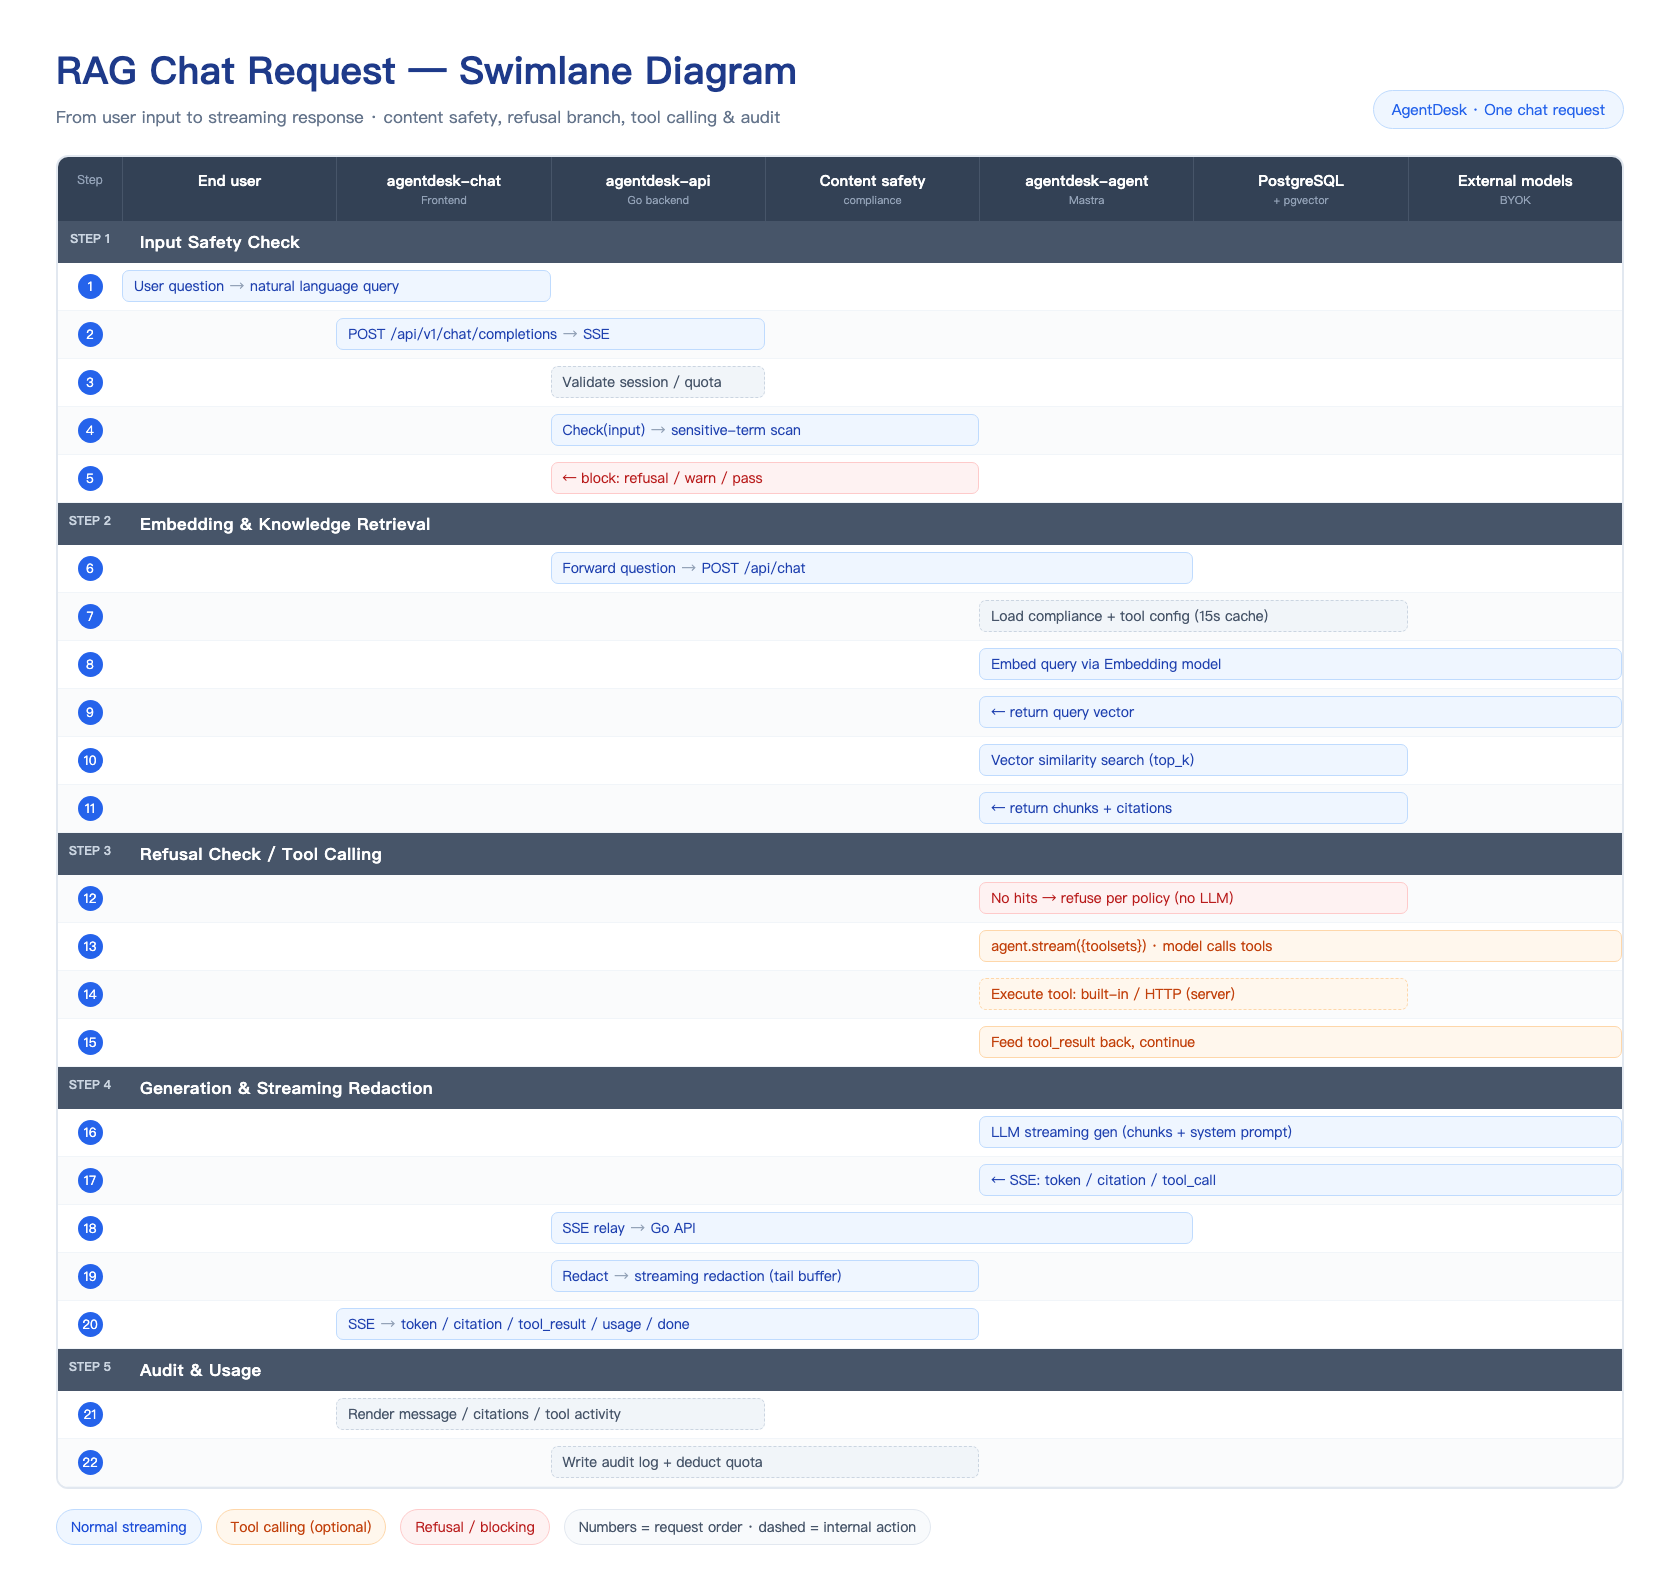 RAG Chat Request — Swimlane Diagram
From user input to streaming response · content safety, refusal branch, tool calling & audit
AgentDesk · One chat request
Step
End user
agentdesk-chat
Frontend
agentdesk-api
Go backend
Content safety
compliance
agentdesk-agent
Mastra
PostgreSQL
+ pgvector
External models
BYOK
STEP 1 Input Safety Check
1 User question → natural language query
2 POST /api/v1/chat/completions → SSE
3 Validate session / quota
4 Check(input) → sensitive-term scan
5 ← block: refusal / warn / pass
STEP 2 Embedding & Knowledge Retrieval
6 Forward question → POST /api/chat
7 Load compliance + tool config (15s cache)
8 Embed query via Embedding model
9 ← return query vector
10 Vector similarity search (top_k)
11 ← return chunks + citations
STEP 3 Refusal Check / Tool Calling
12 No hits → refuse per policy (no LLM)
13 agent.stream({toolsets}) · model calls tools
14 Execute tool: built-in / HTTP (server)
15 Feed tool_result back, continue
STEP 4 Generation & Streaming Redaction
16 LLM streaming gen (chunks + system prompt)
17 ← SSE: token / citation / tool_call
18 SSE relay → Go API
19 Redact → streaming redaction (tail buffer)
20 SSE → token / citation / tool_result / usage / done
STEP 5 Audit & Usage
21 Render message / citations / tool activity
22 Write audit log + deduct quota
Normal streaming
Tool calling (optional)
Refusal / blocking
Numbers = request order · dashed = internal action